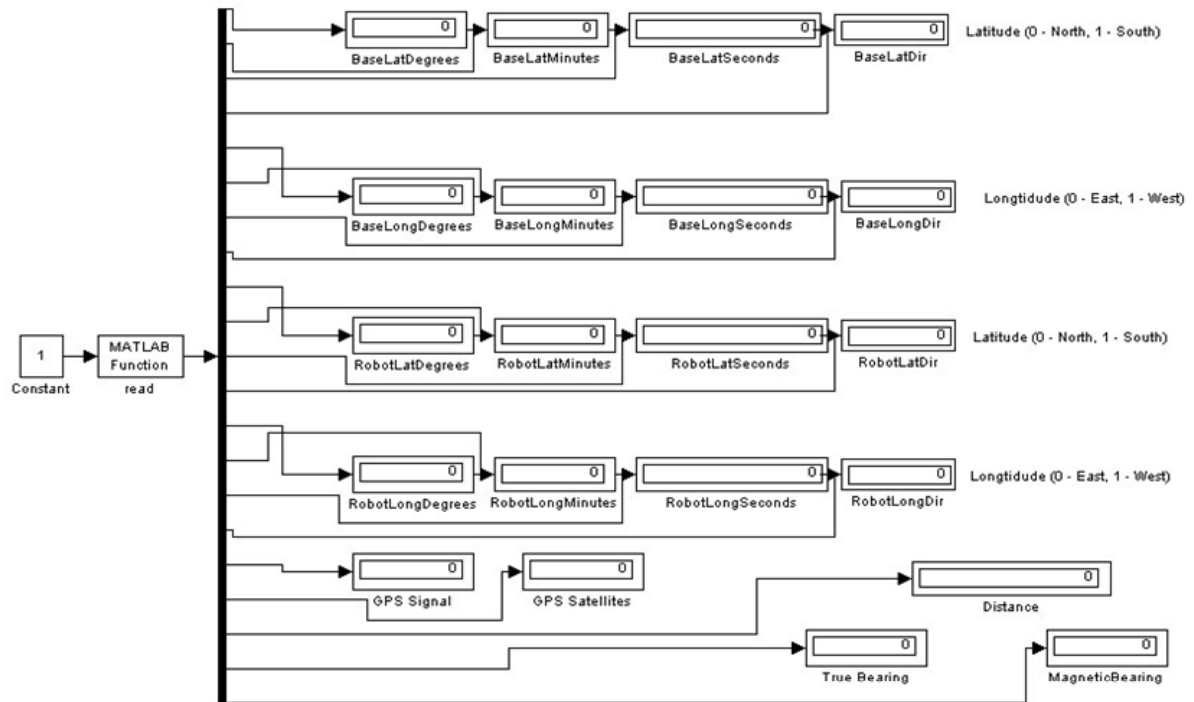 0 0 0 0 Latitude (0 - North, 1 - South)
BaseLatDegrees BaseLatMinutes BaseLatSeconds BaseLatDir
0 0 0 0 Longtidude (0 - East, 1 - West)
BaseLongDegrees BaseLongMinutes BaseLongSeconds BaseLongDir
0 0 0 0 Latitude (0 - North, 1 - South)
RobotLatDegrees RobotLatMinutes RobotLatSeconds RobotLatDir
1
Constant
MATLAB
Function
read
0 0 0 0 Longtidude (0 - East, 1 - West)
RobotLongDegrees RobotLongMinutes RobotLongSeconds RobotLongDir
0 0 0
GPS Signal GPS Satellites Distance
0 0
True Bearing MagneticBearing